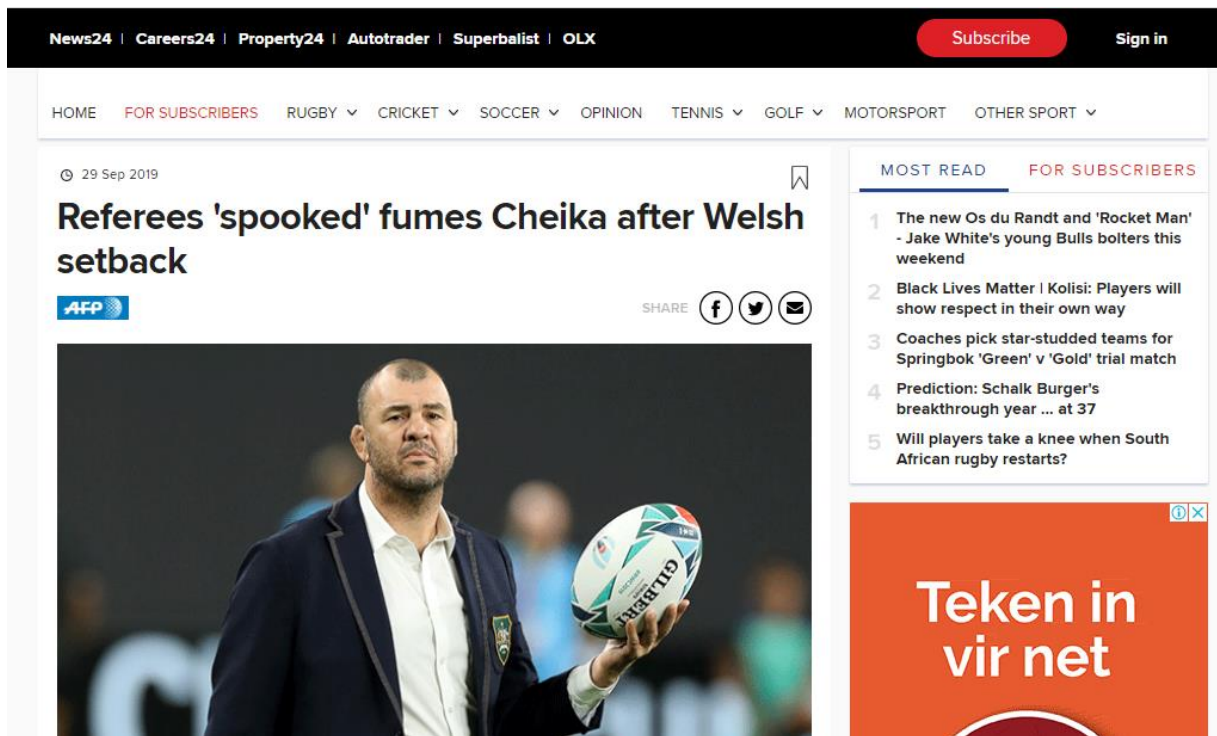 News24 | Careers24 | Property24 | Autotrader | Superbalist | OLX
Subscribe
Sign in
HOME FOR SUBSCRIBERS RUGBY CRICKET SOCCER OPINION TENNIS GOLF MOTORSPORT OTHER SPORT
29 Sep 2019
Referees 'spooked' fumes Cheika after Welsh
setback
AFP
SHARE
GILBERT
MOST READ FOR SUBSCRIBERS
1 The new Os du Randt and 'Rocket Man'
- Jake White's young Bulls bolters this
weekend
2 Black Lives Matter | Kolisi: Players will
show respect in their own way
3 Coaches pick star-studded teams for
Springbok 'Green' v 'Gold' trial match
4 Prediction: Schalk Burger's
breakthrough year ... at 37
5 Will players take a knee when South
African rugby restarts?
Teken in
vir net